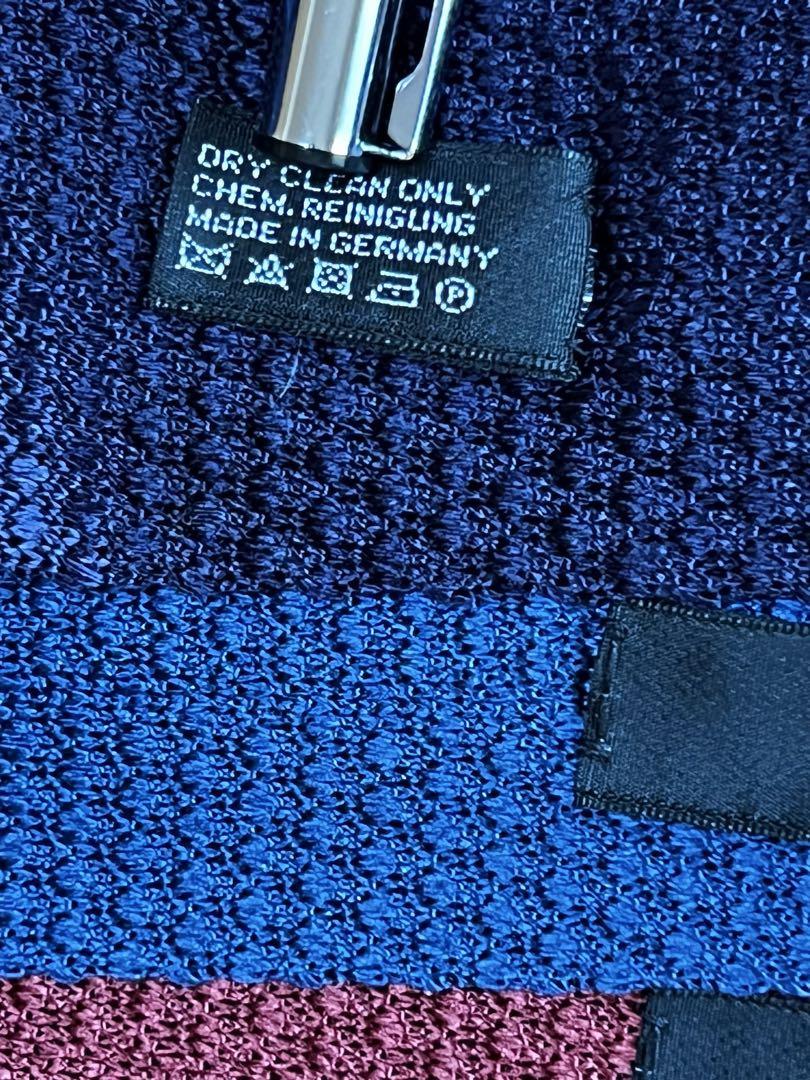 DRY CLEAN ONLY
CHEM. REINIGUNG
MADE IN GERMANY
P